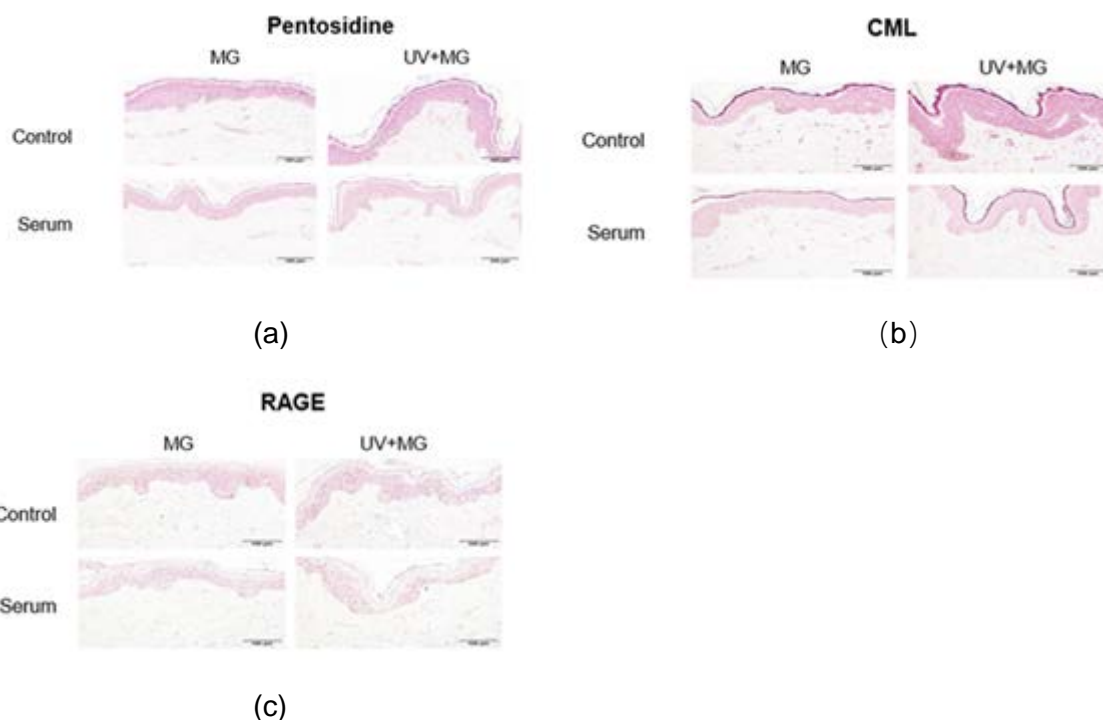 Pentosidine
MG UV+MG
Control
Serum
(a)
CML
MG UV+MG
Control
Serum
(b)
RAGE
MG UV+MG
Control
Serum
(c)